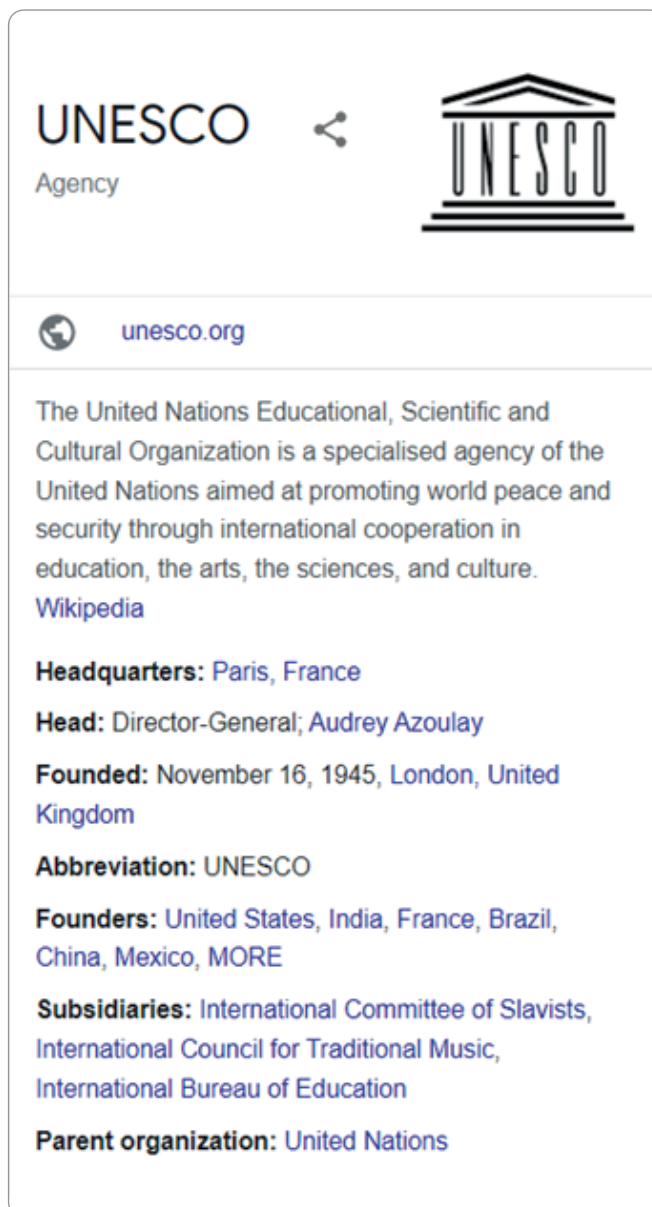 UNESCO
Agency
UNESCO
unesco.org
The United Nations Educational, Scientific and
Cultural Organization is a specialised agency of the
United Nations aimed at promoting world peace and
security through international cooperation in
education, the arts, the sciences, and culture.
Wikipedia
Headquarters: Paris, France
Head: Director-General; Audrey Azoulay
Founded: November 16, 1945, London, United
Kingdom
Abbreviation: UNESCO
Founders: United States, India, France, Brazil,
China, Mexico, MORE
Subsidiaries: International Committee of Slavists,
International Council for Traditional Music,
International Bureau of Education
Parent organization: United Nations